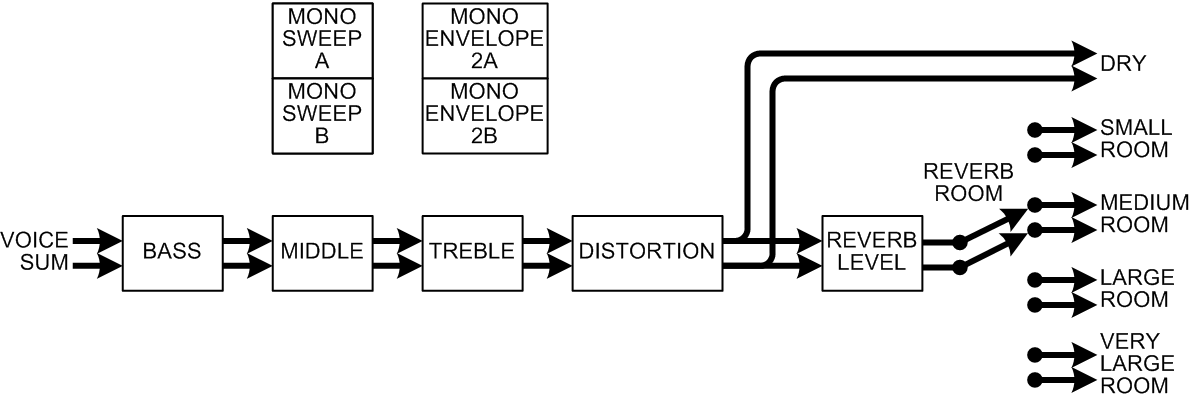 MONO
SWEEP
A
MONO
SWEEP
B
MONO
ENVELOPE
2A
MONO
ENVELOPE
2B
DRY
SMALL
ROOM
REVERB
ROOM
MEDIUM
ROOM
VOICE
SUM
BASS
MIDDLE
TREBLE
DISTORTION
REVERB
LEVEL
LARGE
ROOM
VERY
LARGE
ROOM